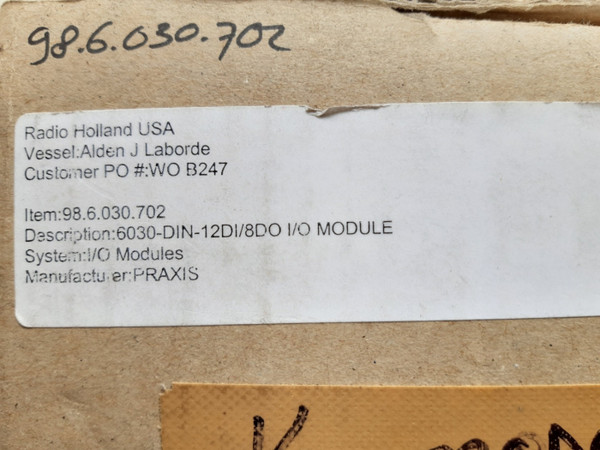 98.6.030.702
Radio Holland USA
Vessel:Alden J Laborde
Customer PO #:WO B247
Item:98.6.030.702
Description:6030-DIN-12DI/8DO I/O MODULE
System:I/O Modules
Manufacturer:PRAXIS